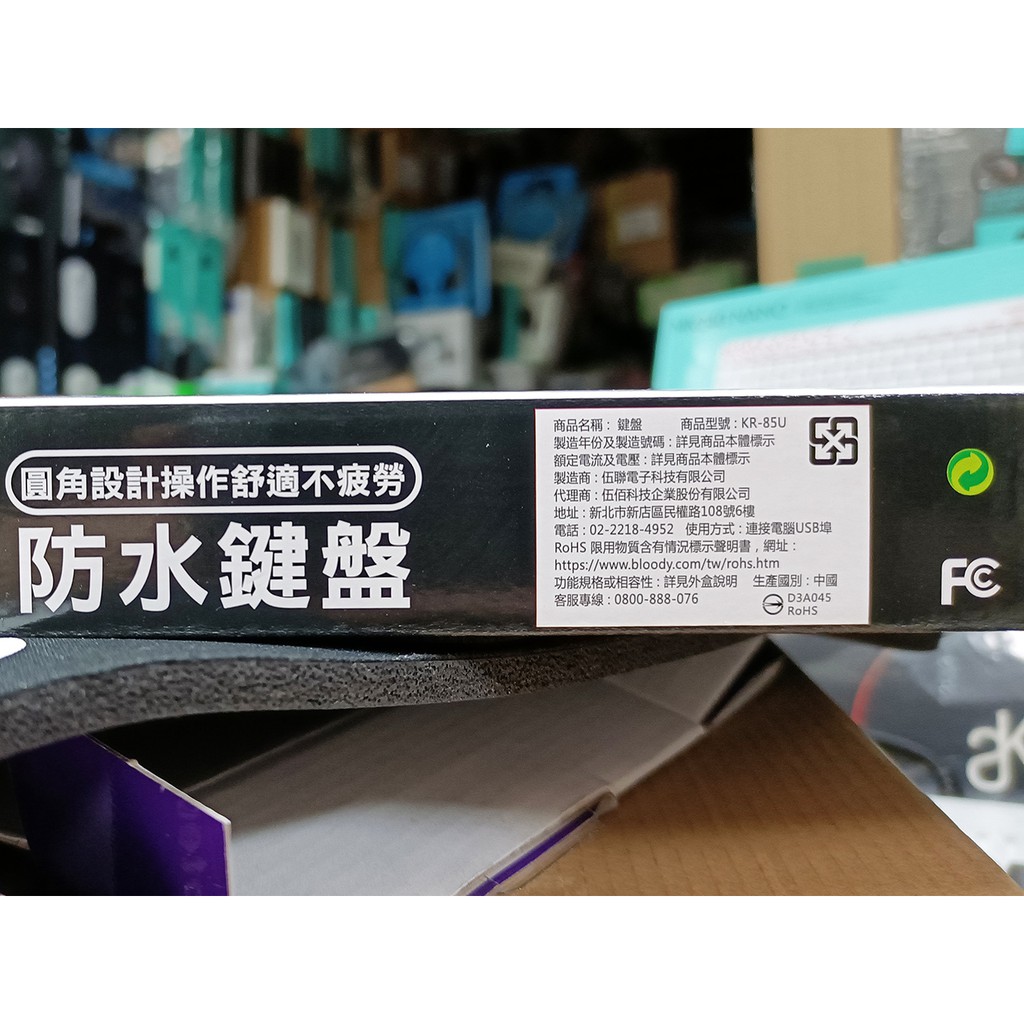 圓角設計操作舒適不疲勞
防水鍵盤
商品名稱：鍵盤 商品型號：KR-85U
製造年份及製造號碼：詳見商品本體標示
額定電流及電壓：詳見商品本體標示
製造商：伍聯電子科技有限公司
代理商：伍佰科技企業股份有限公司
地址：新北市新店區民權路108號6樓
電話：02-2218-4952 使用方式：連接電腦USB埠
RoHS 限用物質含有情況標示聲明書，網址：
https://www.bloody.com/tw/rohs.htm
功能規格或相容性：詳見外盒說明 生產國別：中國
客服專線：0800-888-076
D3A045
RoHS
FC